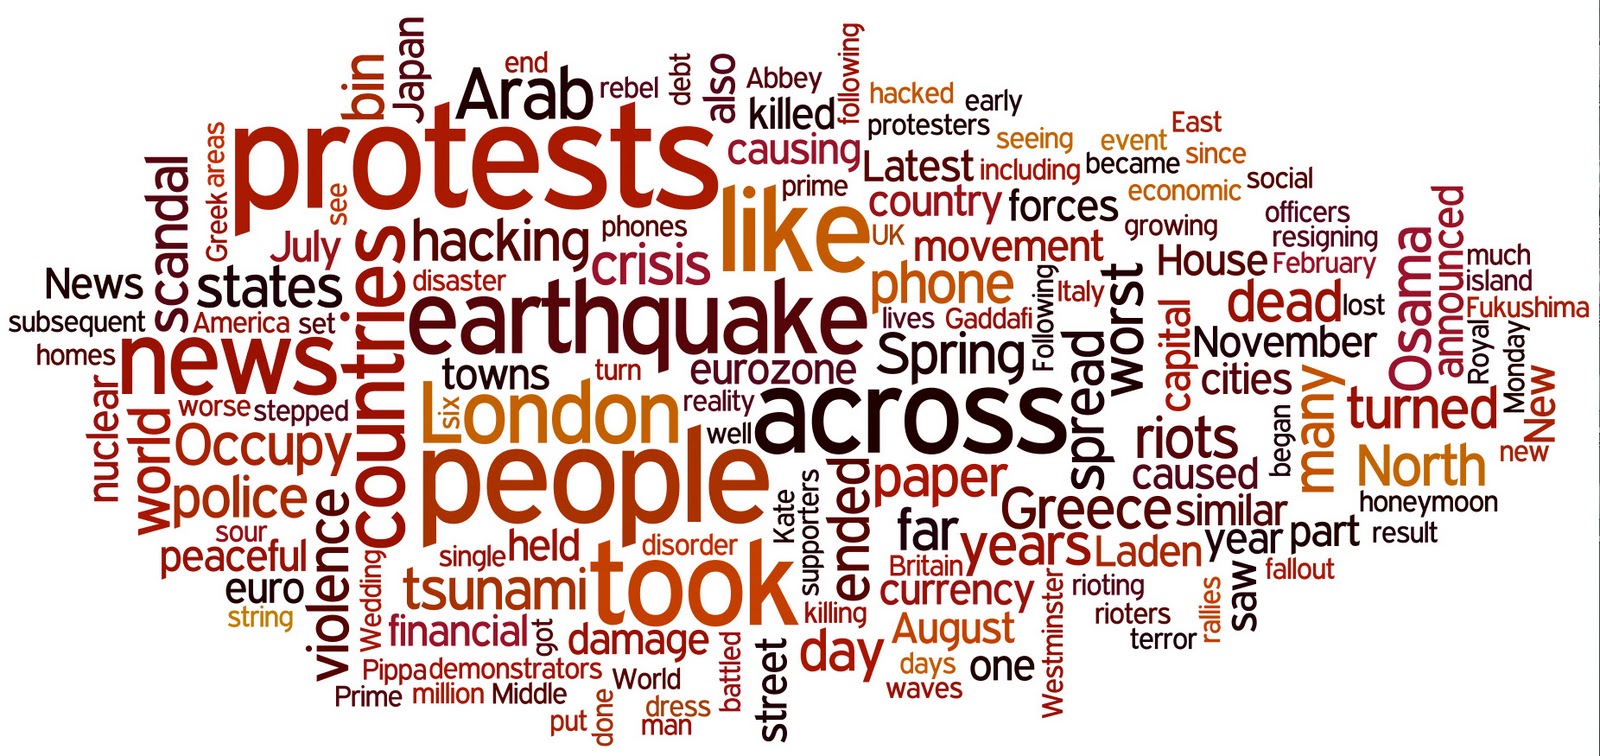 Japan
bin
end
Arab
rebel
debt
also
Abbey
following
killed
hacked
early
protesters
seeing
event
East
since
protests
causing
Latest
including
became
economic
social
areas
Greek
see
scandal
prime
like
country
forces
growing
officers
resigning
July
hacking
phones
crisis
UK
movement
House
February
Osama
announced
much
island
News
states
countries
disaster
phone
Following
Italy
worst
dead
lost
Fukushima
subsequent
America
set
earthquake
lives
Gaddafi
capital
November
Royal
Monday
homes
news
towns
turn
eurozone
Spring
spread
cities
many
turned
New
nuclear
world
worse
stepped
London
six
reality
across
riots
began
new
Occupy
people
well
caused
North
police
ended
paper
Greece
similar
honeymoon
violence
Kate
supporters
far
years
Laden
year
part
result
sour
peaceful
single
held
disorder
took
Britain
currency
rioting
saw
fallout
euro
Wedding
tsunami
killing
Westminster
rioters
rallies
string
financial
got
damage
battled
street
day
August
terror
Pippa
demonstrators
World
days
one
waves
Prime
million
Middle
dress
put
done
man